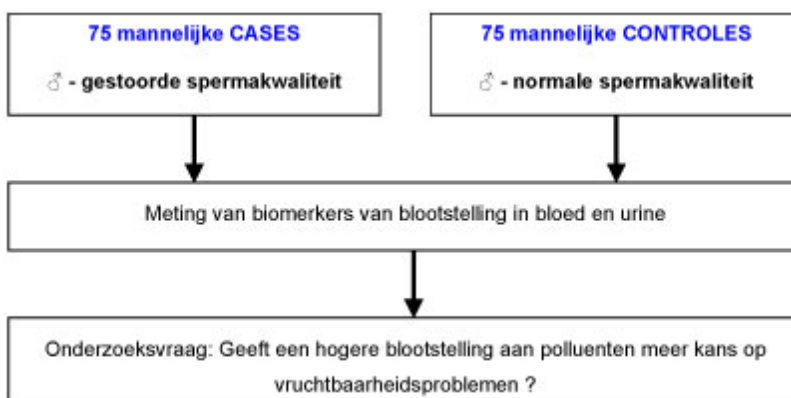 75 mannelijke CASES
♂ - gestoorde spermakwaliteit
75 mannelijke CONTROLES
♂ - normale spermakwaliteit
Meting van biomerkers van blootstelling in bloed en urine
Onderzoeksvraag: Geeft een hogere blootstelling aan polluenten meer kans op
vruchtbaarheidsproblemen ?